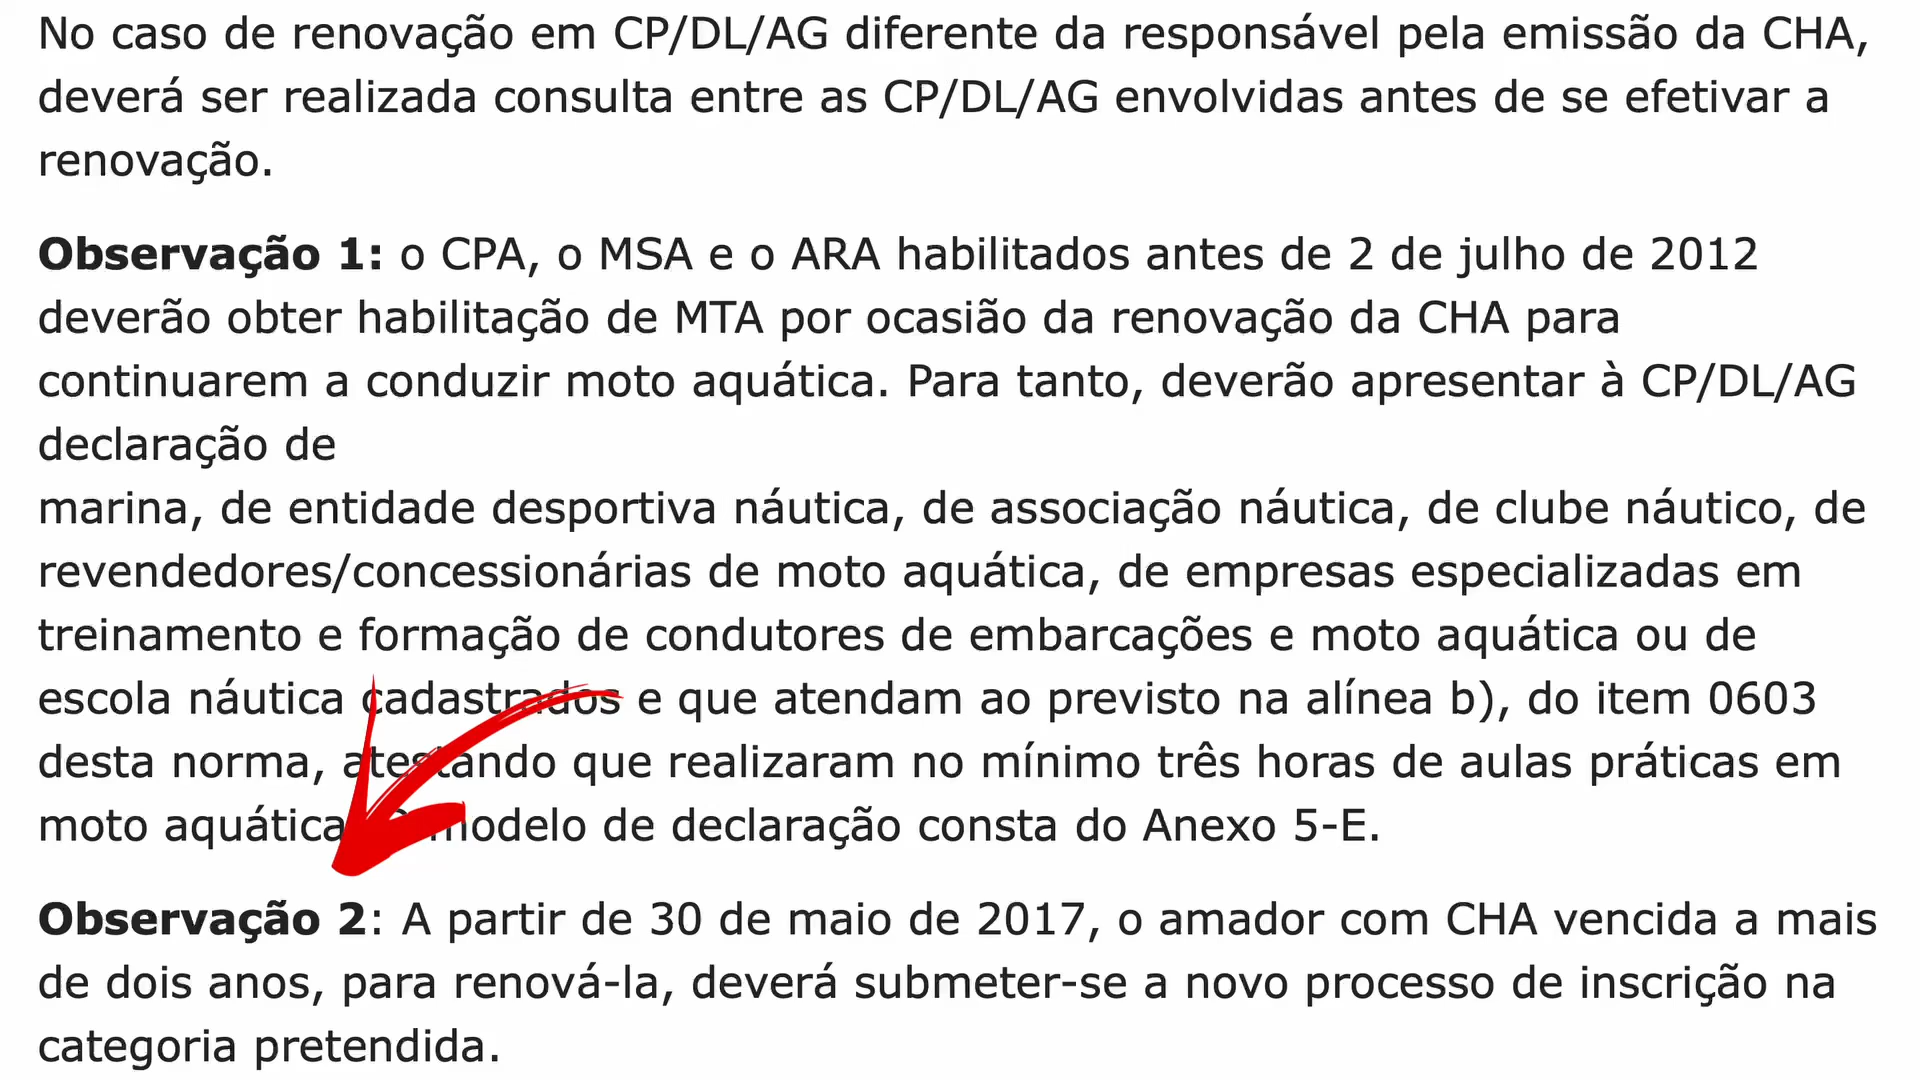 No caso de renovação em CP/DL/AG diferente da responsável pela emissão da CHA,
deverá ser realizada consulta entre as CP/DL/AG envolvidas antes de se efetivar a
renovação.
Observação 1: o CPA, o MSA e o ARA habilitados antes de 2 de julho de 2012
deverão obter habilitação de MTA por ocasião da renovação da CHA para
continuarem a conduzir moto aquática. Para tanto, deverão apresentar à CP/DL/AG
declaração de
marina, de entidade desportiva náutica, de associação náutica, de clube náutico, de
revendedores/concessionárias de moto aquática, de empresas especializadas em
treinamento e formação de condutores de embarcações e moto aquática ou de
escola náutica cadastrados e que atendam ao previsto na alínea b), do item 0603
desta norma, atestando que realizaram no mínimo três horas de aulas práticas em
moto aquática modelo de declaração consta do Anexo 5-E.
Observação 2: A partir de 30 de maio de 2017, o amador com CHA vencida a mais
de dois anos, para renová-la, deverá submeter-se a novo processo de inscrição na
categoria pretendida.